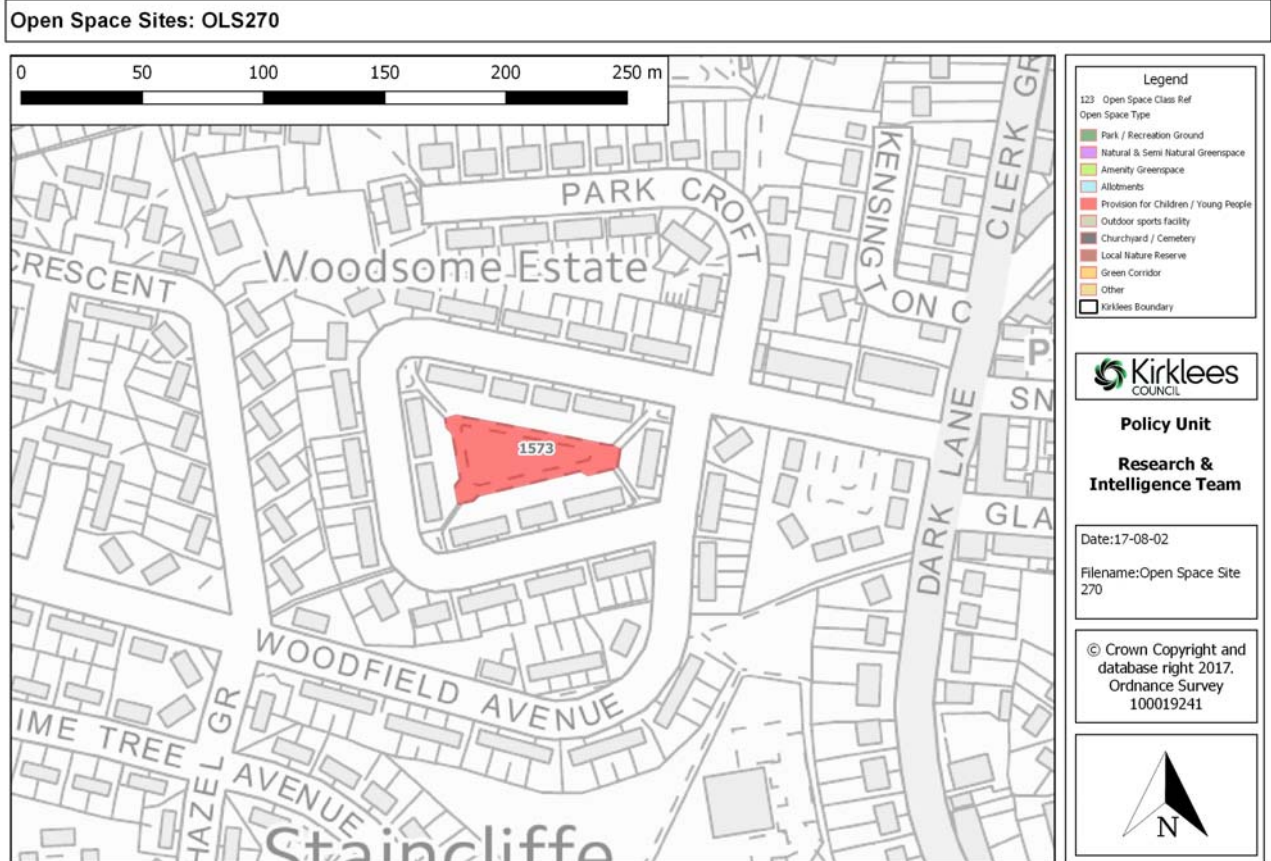 Open Space Sites: OLS270
0 50 100 150 200 250 m
CLERK GR
KENSINGTON C
PARK CROFT
Woodsome Estate
CRESCENT
P
SN
1573
DARK LANE
GLA
WOODFIELD AVENUE
HAZEL GR
IME TREE AVENUE
Staincliffe
Legend
123 Open Space Class Ref
Open Space Type
Park / Recreation Ground
Natural & Semi Natural Greenspace
Amenity Greenspace
Allotments
Provision for Children / Young People
Outdoor sports facility
Churchyard / Cemetery
Local Nature Reserve
Green Corridor
Other
Kirklees Boundary
Kirklees
COUNCIL
Policy Unit
Research &
Intelligence Team
Date:17-08-02
Filename:Open Space Site
270
© Crown Copyright and
database right 2017.
Ordnance Survey
100019241
N